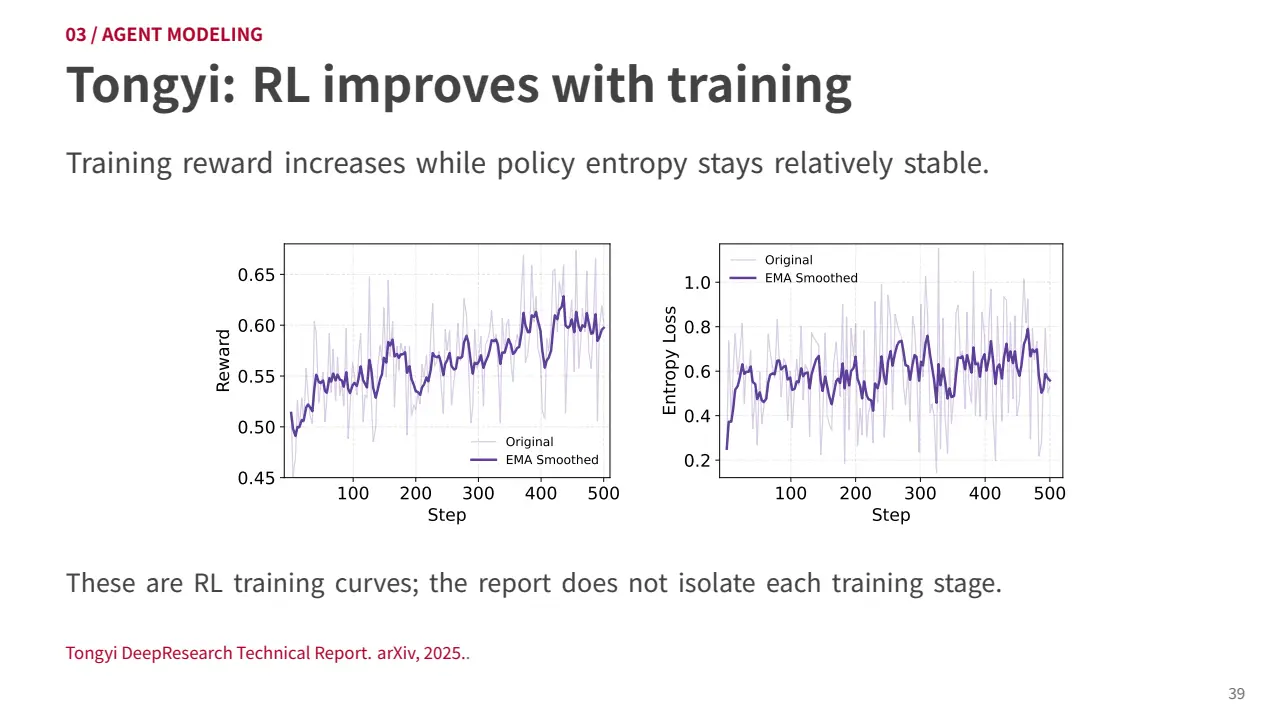 03 / AGENT MODELING
Tongyi: RL improves with training
Training reward increases while policy entropy stays relatively stable.
Reward
0.65
0.60
0.55
0.50
0.45
Original
EMA Smoothed
100 200 300 400 500
Step
Entropy Loss
Original
EMA Smoothed
1.0
0.8
0.6
0.4
0.2
100 200 300 400 500
Step
These are RL training curves; the report does not isolate each training stage.
Tongyi DeepResearch Technical Report. arXiv, 2025..
39